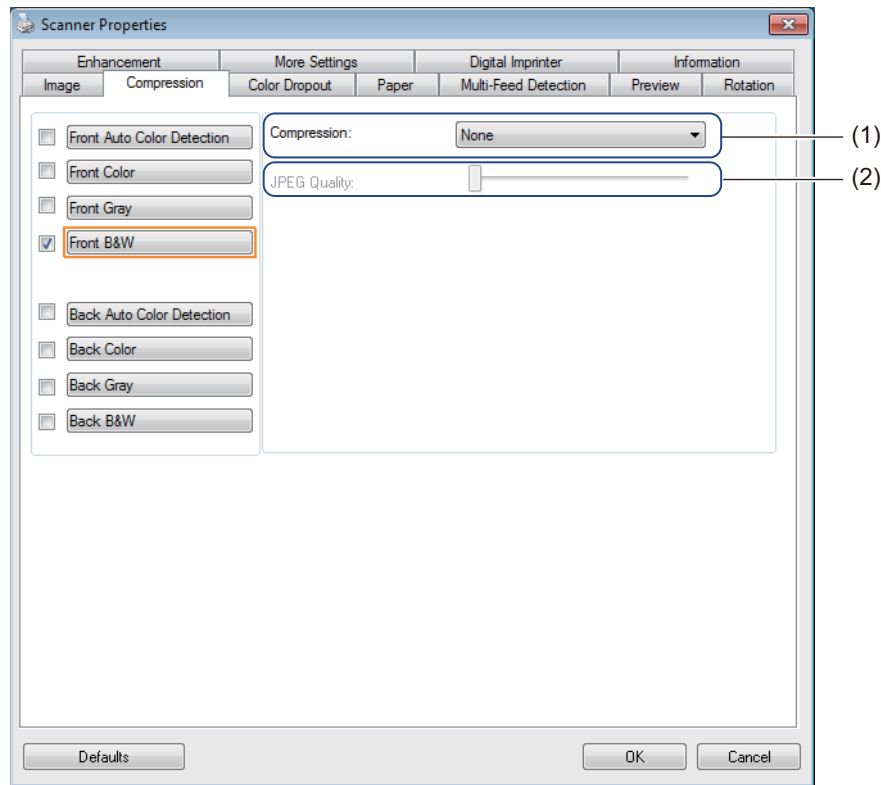 Scanner Properties
Enhancement More Settings Digital Imprinter Information
Image Compression Color Dropout Paper Multi-Feed Detection Preview Rotation
Front Auto Color Detection
Compression: None (1)
Front Color
JPEG Quality: (2)
Front Gray
Front B&W
Back Auto Color Detection
Back Color
Back Gray
Back B&W
Defaults OK Cancel